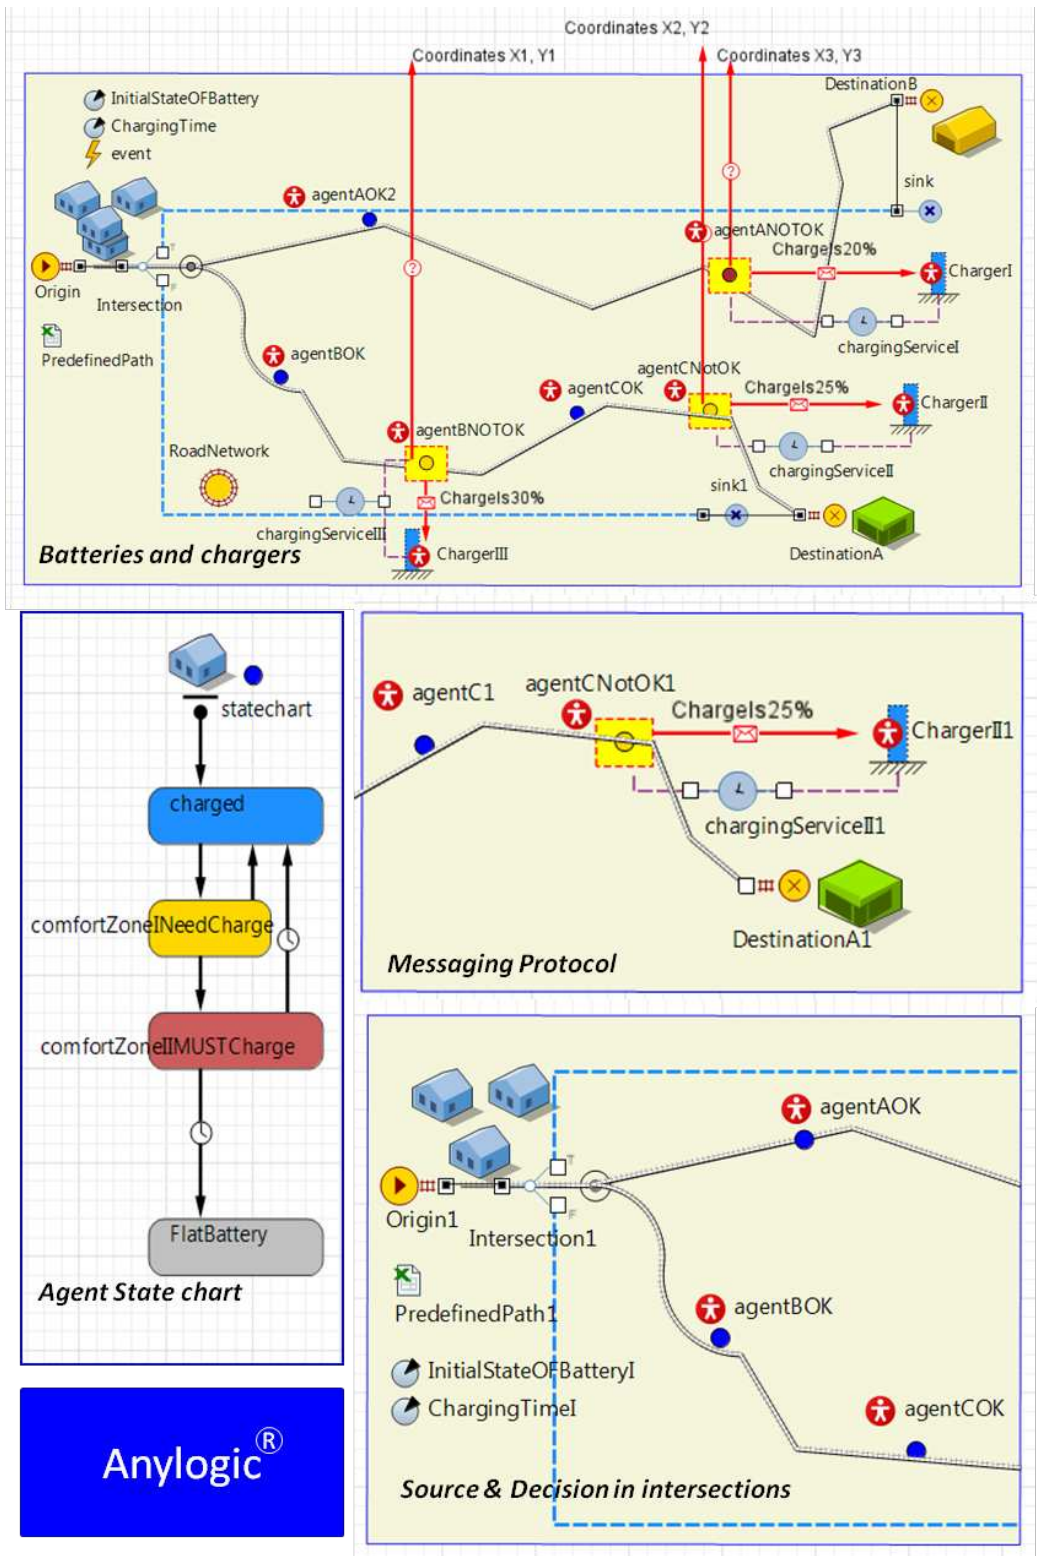 Coordinates X2, Y2
Coordinates X1, Y1
Coordinates X3, Y3
DestinationB
InitialStateOFBattery
ChargingTime
event
sink
agentAOK2
agentANOTOK
ChargeIs20%
ChargerI
Origin
Intersection
T
F
PredefinedPath
chargingServiceI
agentBOK
agentCNotOK
agentCOK
ChargeIs25%
ChargerII
agentBNOTOK
RoadNetwork
chargingServiceII
sink1
ChargeIs30%
chargingServiceIII
ChargerIII
DestinationA
Batteries and chargers
statechart
charged
comfortZoneINeedCharge
comfortZoneIIMUSTCharge
FlatBattery
Agent State chart
agentC1
agentCNotOK1
ChargeIs25%
ChargerII1
chargingServiceII1
DestinationA1
Messaging Protocol
agentAOK
T
F
Origin1
Intersection1
PredefinedPath1
agentBOK
InitialStateOFBatteryI
ChargingTimeI
agentCOK
Source & Decision in intersections
Anylogic®